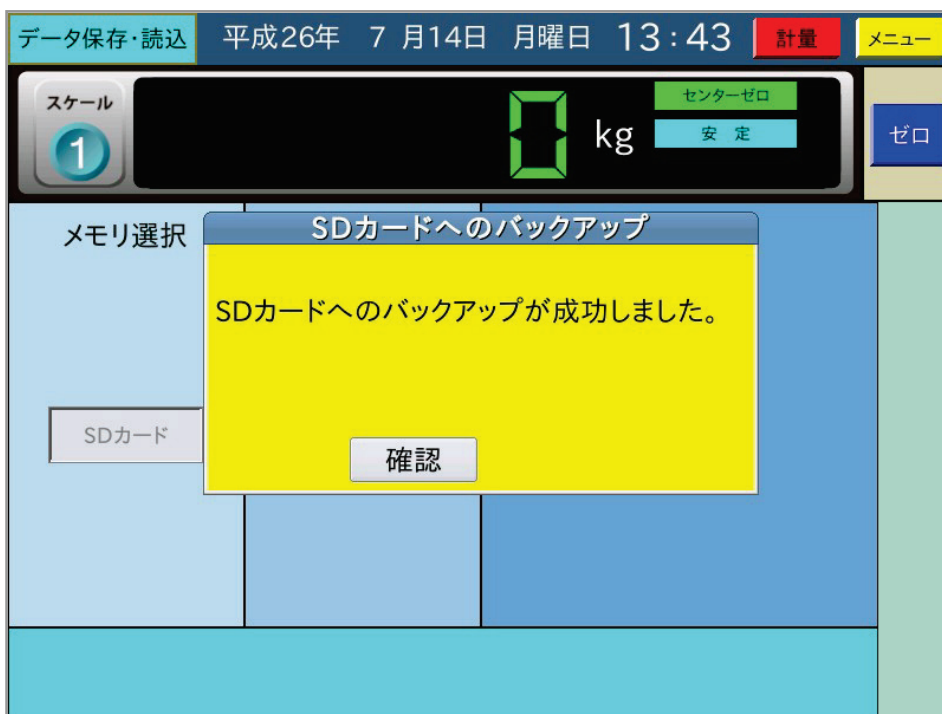 データ保存・読込 平成26年 7月14日 月曜日 13:43 計量 メニュー
スケール
1
0 kg
センターゼロ
安 定
ゼロ
メモリ選択
SDカードへのバックアップ
SDカードへのバックアップが成功しました。
SDカード
確認